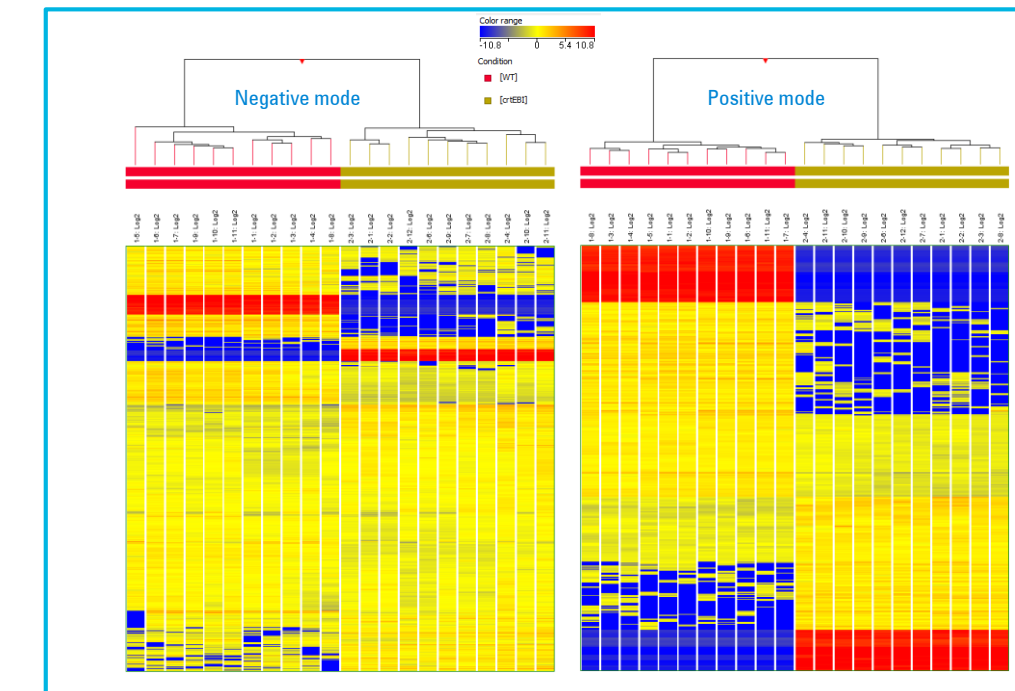 Color range
-10.8 0 5.4 10.8
Condition
[WT]
[crtEBI]
Negative mode
Positive mode
1-5: Log2
1-6: Log2
1-7: Log2
1-9: Log2
1-10: Log2
1-11: Log2
1-1: Log2
1-2: Log2
1-3: Log2
1-4: Log2
1-8: Log2
2-3: Log2
2-1: Log2
2-2: Log2
2-12: Log2
2-6: Log2
2-9: Log2
2-7: Log2
2-8: Log2
2-4: Log2
2-10: Log2
2-11: Log2
1-8: Log2
1-3: Log2
1-4: Log2
1-5: Log2
1-1: Log2
1-2: Log2
1-10: Log2
1-9: Log2
1-6: Log2
1-11: Log2
1-7: Log2
2-4: Log2
2-11: Log2
2-10: Log2
2-9: Log2
2-6: Log2
2-12: Log2
2-7: Log2
2-1: Log2
2-2: Log2
2-3: Log2
2-8: Log2